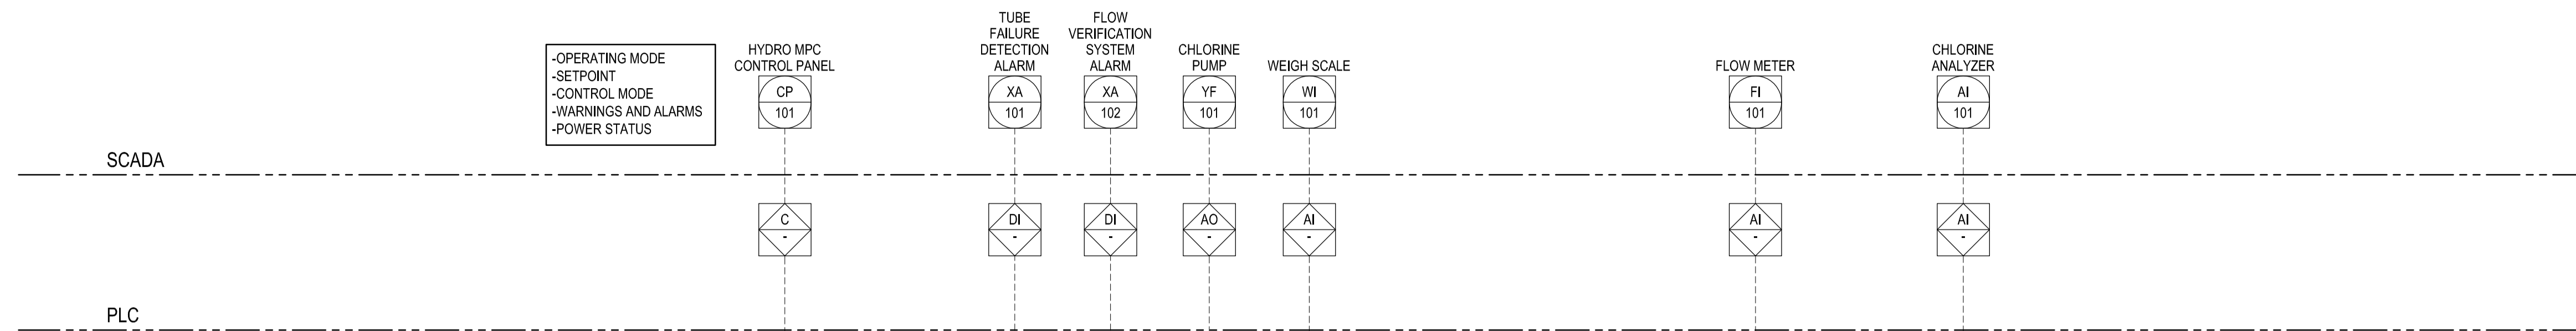 -OPERATING MODE
-SETPOINT
-CONTROL MODE
-WARNINGS AND ALARMS
-POWER STATUS
HYDRO MPC
CONTROL PANEL
CP
101
TUBE
FAILURE
DETECTION
ALARM
XA
101
FLOW
VERIFICATION
SYSTEM
ALARM
XA
102
CHLORINE
PUMP
YF
101
WEIGH SCALE
WI
101
FLOW METER
FI
101
CHLORINE
ANALYZER
AI
101
SCADA
C
-
DI
-
DI
-
AO
-
AI
-
AI
-
AI
-
PLC